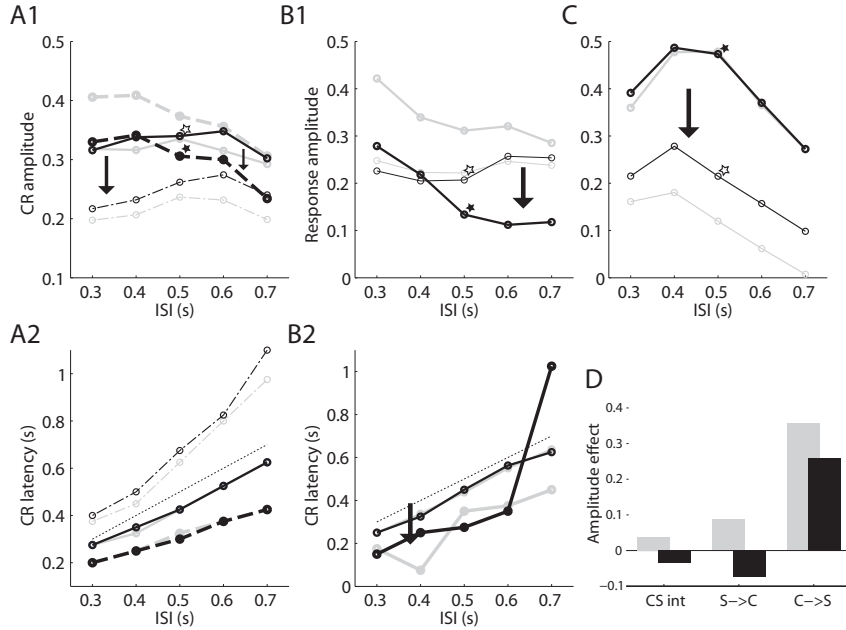 A1
CR amplitude
0.5
0.4
0.3
0.2
0.1
0.3 0.4 0.5 0.6 0.7
ISI (s)
B1
Response amplitude
0.5
0.4
0.3
0.2
0.1
0
0.3 0.4 0.5 0.6 0.7
ISI (s)
C
0.5
0.4
0.3
0.2
0.1
0
0.3 0.4 0.5 0.6 0.7
ISI (s)
A2
CR latency (s)
1
0.8
0.6
0.4
0.2
0.3 0.4 0.5 0.6 0.7
ISI (s)
B2
CR latency (s)
1
0.8
0.6
0.4
0.2
0
0.3 0.4 0.5 0.6 0.7
ISI (s)
D
Amplitude effect
0.4
0.3
0.2
0.1
0
−0.1
CS int S−>C C−>S